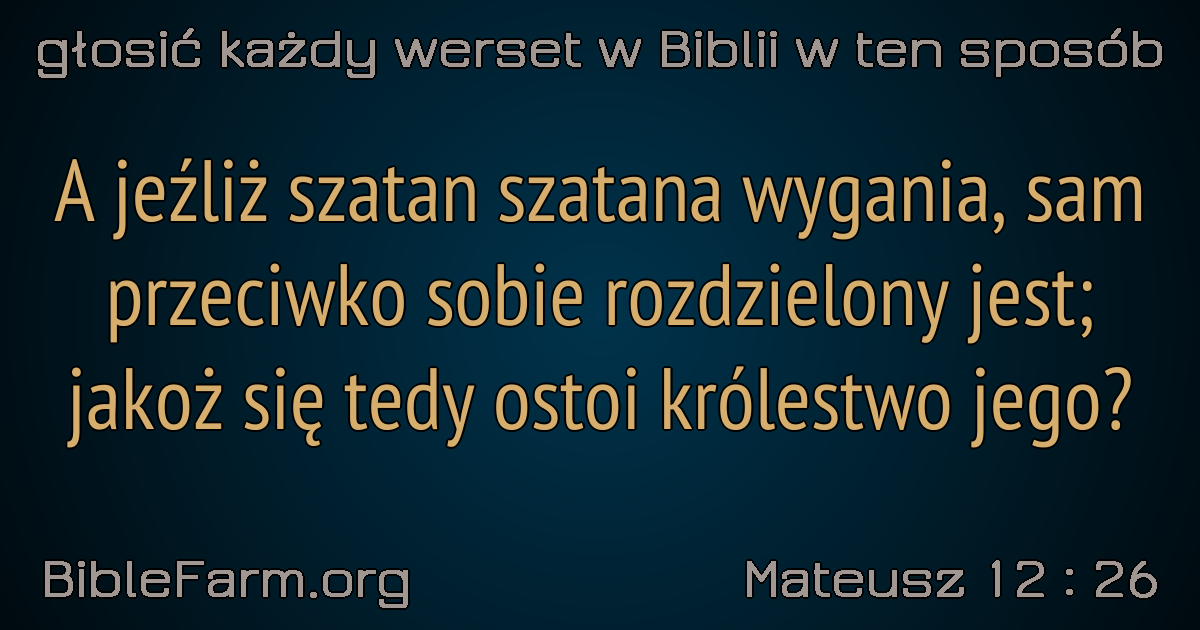 głosić każdy werset w Biblii w ten sposób
A jeźliż szatan szatana wygania, sam
przeciwko sobie rozdzielony jest;
jakoż się tedy ostoi królestwo jego?
BibleFarm.org
Mateusz 12 : 26